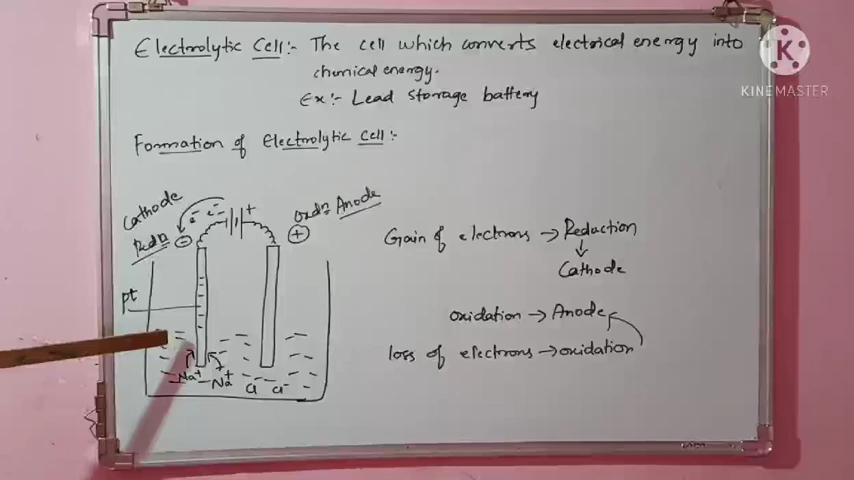 Electrolytic Cell:- The cell which converts electrical energy into
chemical energy.
Ex:- Lead storage battery
K
KINEMASTER
Formation of Electrolytic Cell:-
Cathode
Redn
-
e- e-
+
Oxdn Anode
+
Pt
Na+
Na+
Cl- Cl-
Gain of electrons → Reduction
↓
Cathode
oxidation → Anode
loss of electrons → oxidation